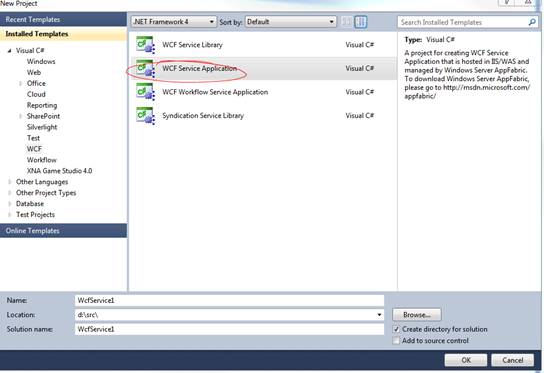 New Project
Recent Templates
.NET Framework 4
Sort by:
Default
Search Installed Templates
Installed Templates
Visual C#
Windows
Web
Office
Cloud
Reporting
SharePoint
Silverlight
Test
WCF
Workflow
XNA Game Studio 4.0
Other Languages
Other Project Types
Database
Test Projects
Online Templates
WCF Service Library
Visual C#
WCF Service Application
Visual C#
WCF Workflow Service Application
Visual C#
Syndication Service Library
Visual C#
Type: Visual C#
A project for creating WCF Service
Application that is hosted in IIS/WAS and
managed by Windows Server AppFabric.
To download Windows Server AppFabric,
please go to http://msdn.microsoft.com/
appfabric/
Name:
WcfService1
Location:
d:\src\
Browse...
Solution name:
WcfService1
Create directory for solution
Add to source control
OK
Cancel